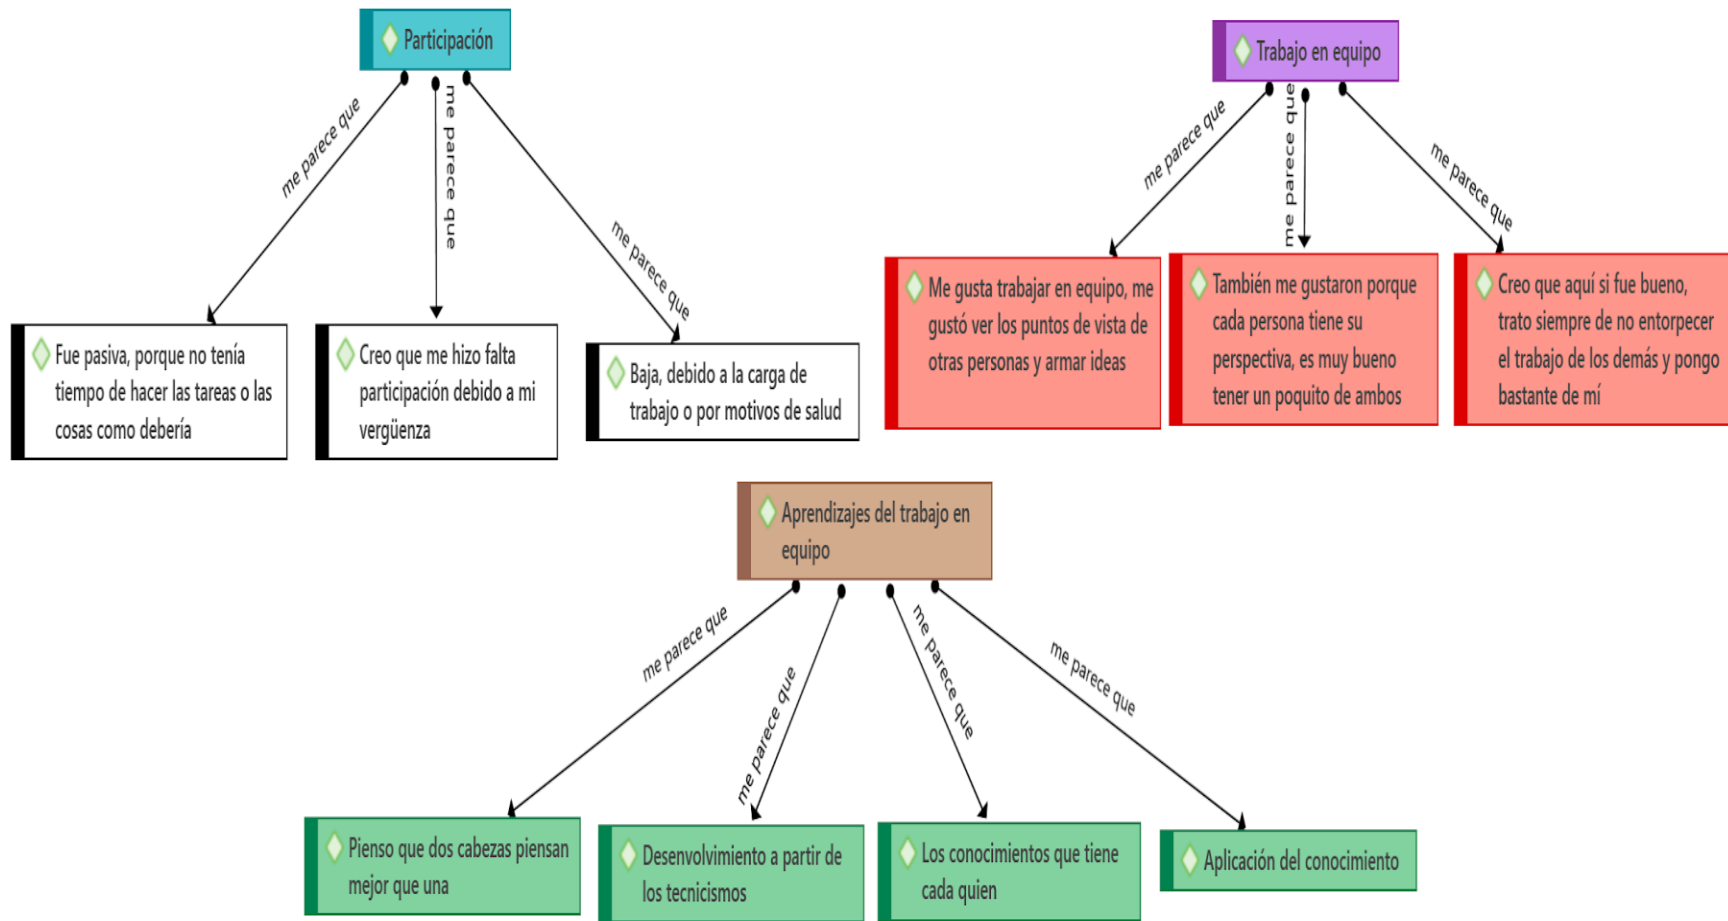 Participación
me parece que
me parece que
me parece que
Fue pasiva, porque no tenía
tiempo de hacer las tareas o las
cosas como debería
Creo que me hizo falta
participación debido a mi
vergüenza
Baja, debido a la carga de
trabajo o por motivos de salud
Trabajo en equipo
me parece que
me parece que
me parece que
Me gusta trabajar en equipo, me
gustó ver los puntos de vista de
otras personas y armar ideas
También me gustaron porque
cada persona tiene su
perspectiva, es muy bueno
tener un poquito de ambos
Creo que aquí si fue bueno,
trato siempre de no entorpecer
el trabajo de los demás y pongo
bastante de mí
Aprendizajes del trabajo en
equipo
me parece que
me parece que
me parece que
me parece que
Pienso que dos cabezas piensan
mejor que una
Desenvolvimiento a partir de
los tecnicismos
Los conocimientos que tiene
cada quien
Aplicación del conocimiento